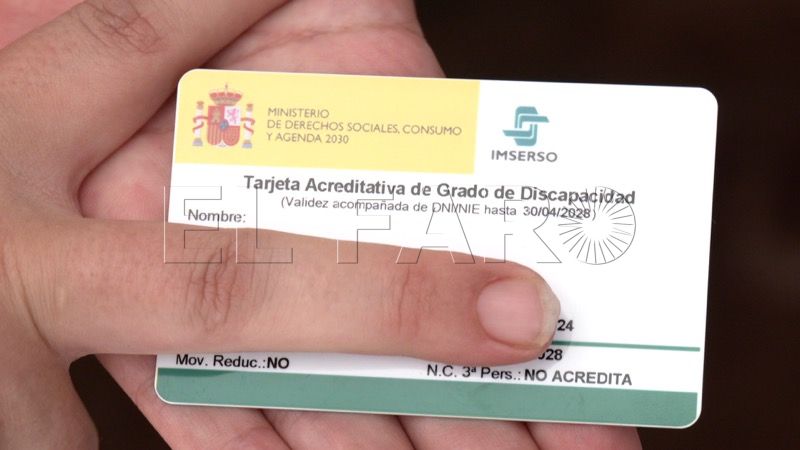 MINISTERIO
DE DERECHOS SOCIALES, CONSUMO
Y AGENDA 2030
IMSERSO
Tarjeta Acreditativa de Grado de Discapacidad
(Validez acompañada de DNI/NIE hasta 30/04/2028)
Nombre:
EL FARO
24
028
Mov. Reduc.:NO
N.C. 3ª Pers.: NO ACREDITA